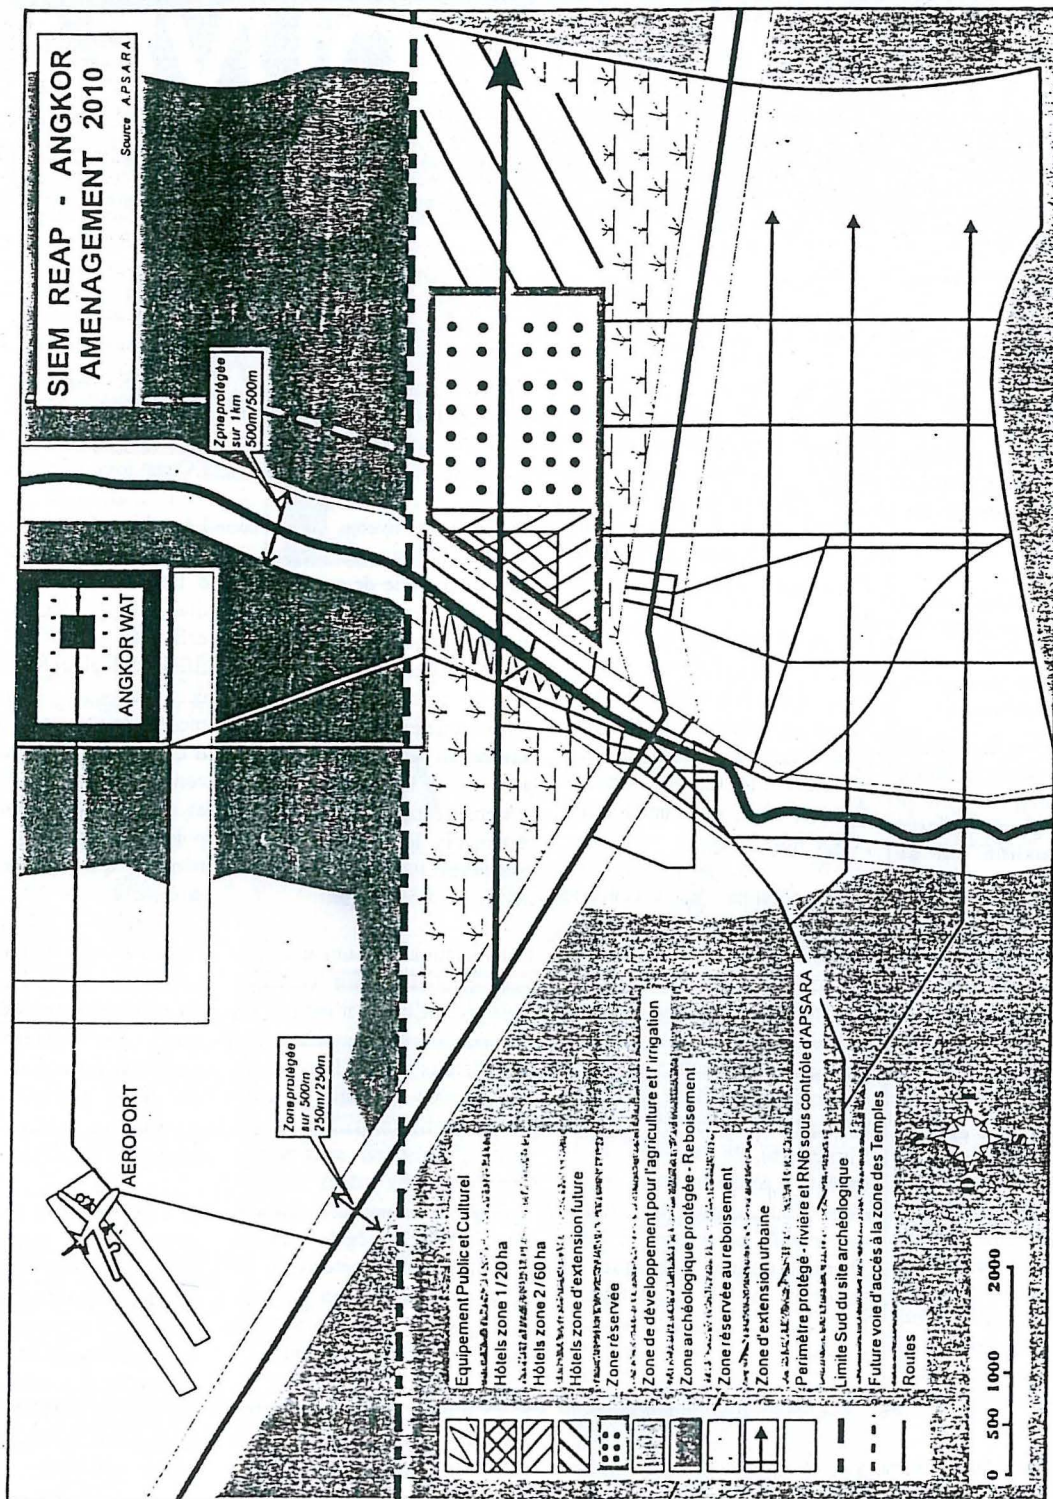 SIEM REAP - ANGKOR
AMENAGEMENT 2010
Source A.P.S.A.R.A
Zone protégée
sur 1 km
500m/500m
ANGKOR WAT
AEROPORT
Zone protégée
sur 500m
250m/250m
Equipement Public et Culturel
Hôtels zone 1/20 ha
Hôtels zone 2/60 ha
Hôtels zone d'extension future
Zone réservée
Zone de développement pour l'agriculture et l'irrigation
Zone archéologique protégée - Reboisement
Zone réservée au reboisement
Zone d'extension urbaine
Perimètre protégé - rivière et RN6 sous contrôle d'APSARA
Limite Sud du site archéologique
Future voie d'accès à la zone des Temples
Routes
N
O E
S
0 500 1000 2000